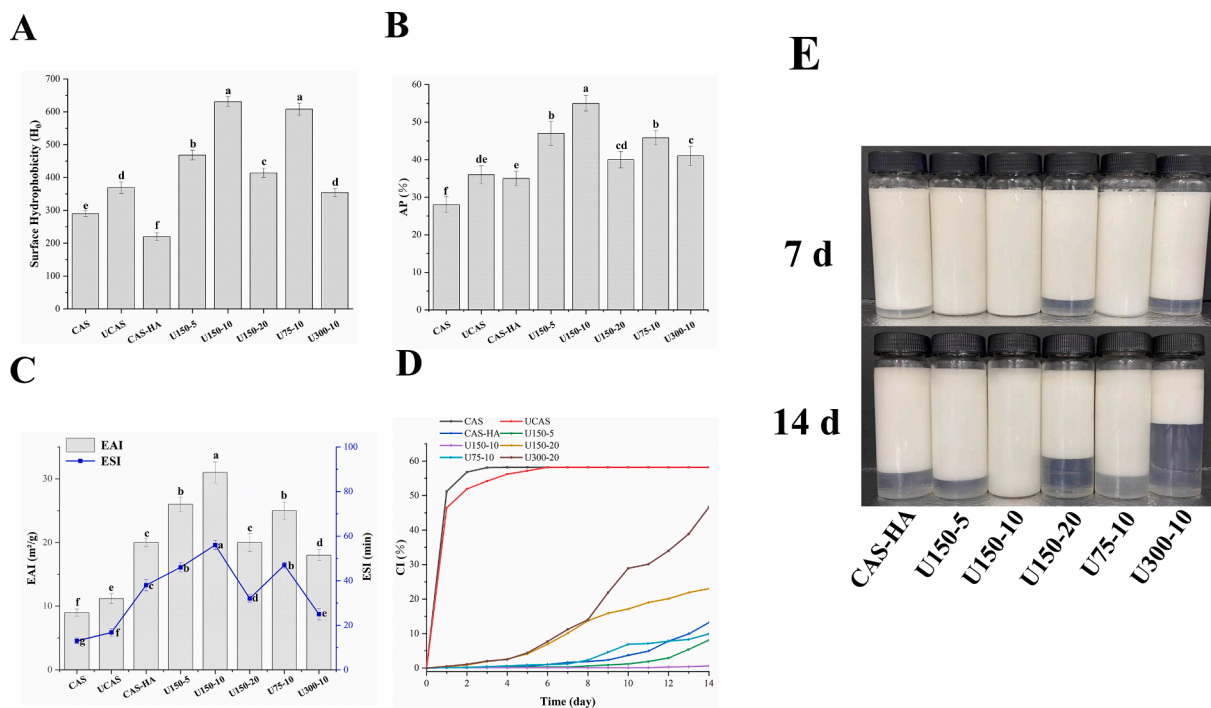 A
Surface Hydrophobicity (H0)
700
600
500
400
300
200
100
0
e
d
f
b
a
c
a
d
CAS
UCAS
CAS-HA
U150-5
U150-10
U150-20
U75-10
U300-10
B
AP (%)
60
50
40
30
20
10
0
f
de
e
b
a
cd
b
c
CAS
UCAS
CAS-HA
U150-5
U150-10
U150-20
U75-10
U300-10
C
EAI
ESI
EAI (m²/g)
30
20
10
0
f
e
c
b
a
c
b
d
g
f
c
b
a
d
b
e
100
90
80
70
60
50
40
30
20
10
0
ESI (min)
CAS
UCAS
CAS-HA
U150-5
U150-10
U150-20
U75-10
U300-10
D
CAS
UCAS
CAS-HA
U150-5
U150-10
U150-20
U75-10
U300-20
CI (%)
60
50
40
30
20
10
0
0
2
4
6
8
10
12
14
Time (day)
E
7 d
14 d
CAS-HA
U150-5
U150-10
U150-20
U75-10
U300-10